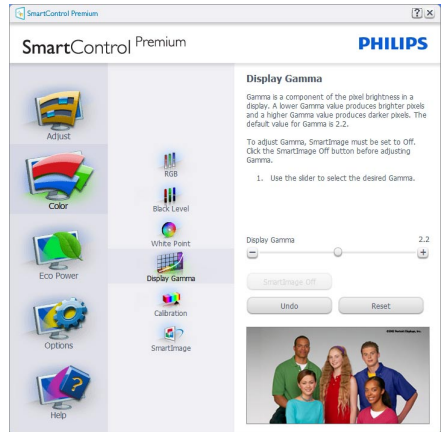 SmartControl Premium
SmartControl Premium
PHILIPS
Adjust
Color
Eco Power
Options
Help
RGB
Black Level
White Point
Display Gamma
Calibration
SmartImage
Display Gamma
Gamma is a component of the pixel brightness in a
display. A lower Gamma value produces brighter pixels
and a higher Gamma value produces darker pixels. The
default value for Gamma is 2.2.
To adjust Gamma, SmartImage must be set to Off.
Click the SmartImage Off button before adjusting
Gamma.
1. Use the slider to select the desired Gamma.
Display Gamma 2.2
SmartImage Off
Undo Reset